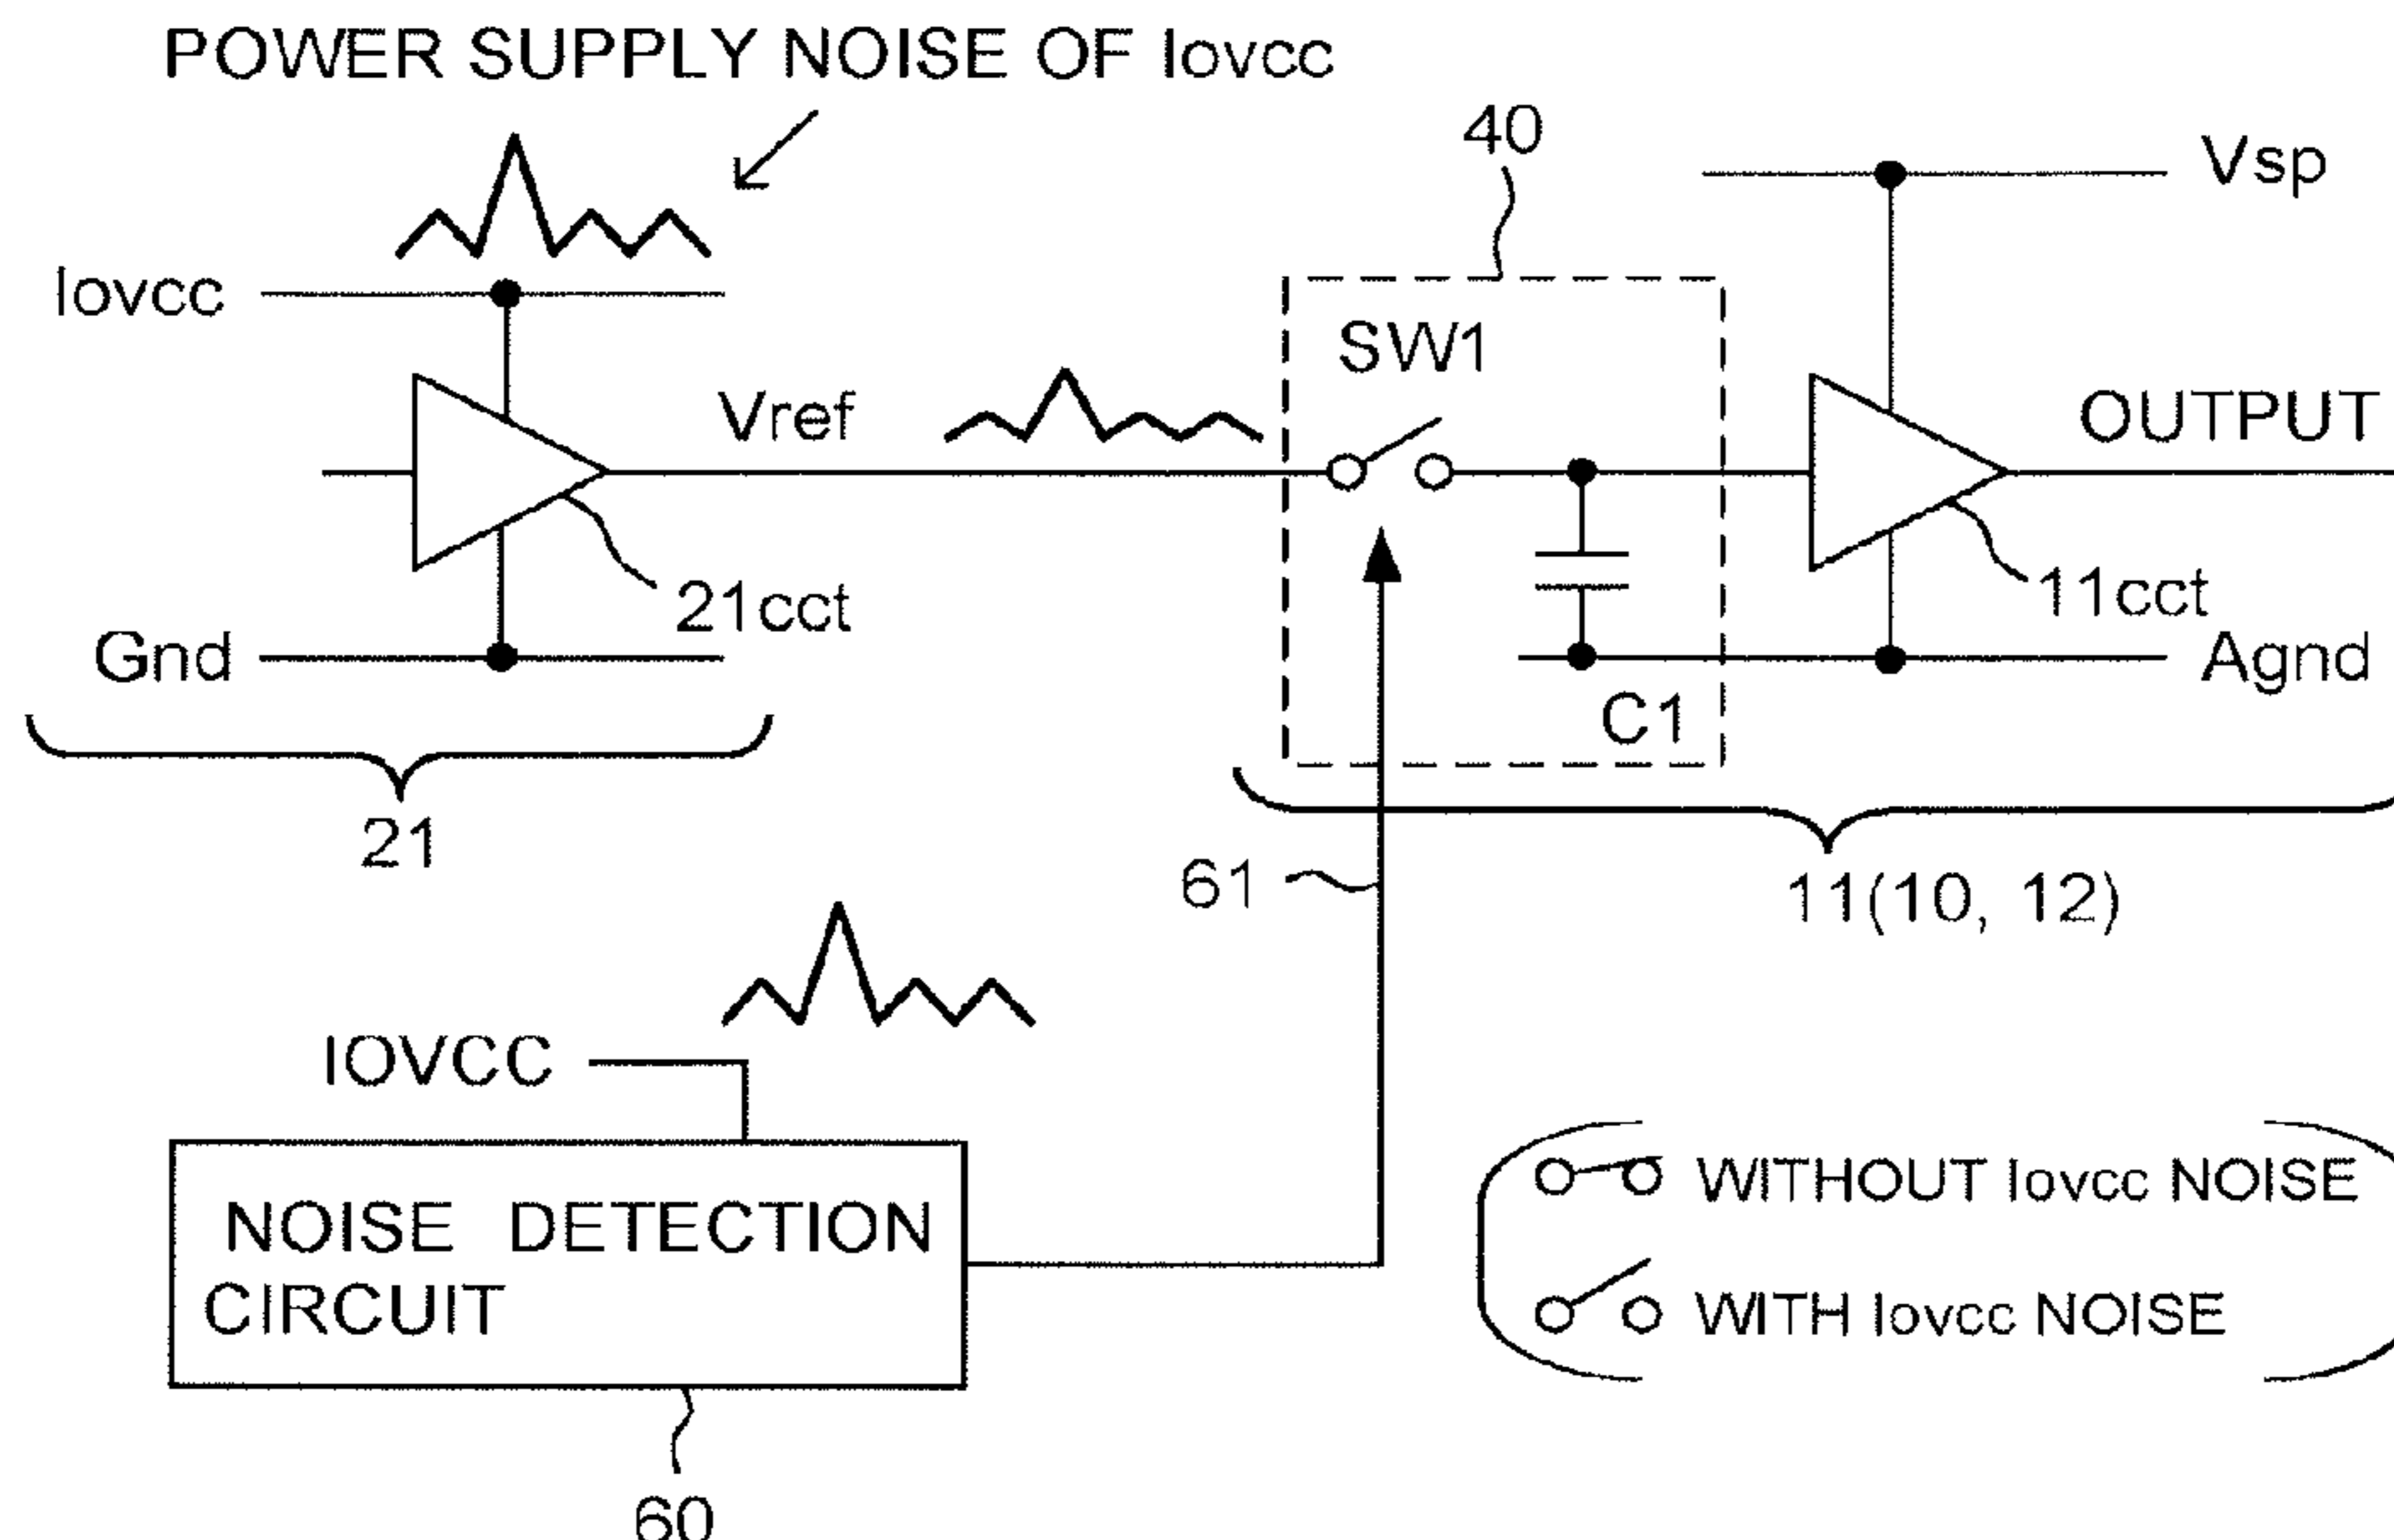 POWER SUPPLY NOISE OF Iovcc
40
Vsp
Iovcc
SW1
Vref
OUTPUT
21cct
11cct
Gnd
Agnd
C1
21
61
11(10, 12)
IOVCC
NOISE DETECTION
CIRCUIT
WITHOUT Iovcc NOISE
WITH Iovcc NOISE
60